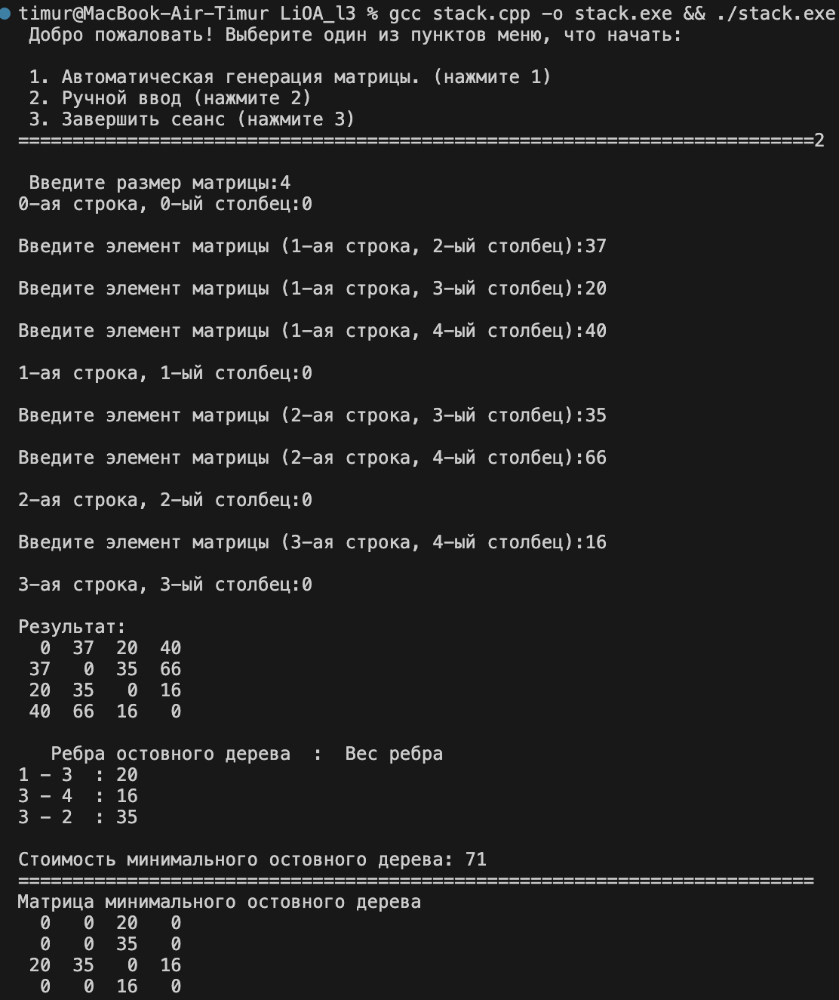 timur@MacBook-Air-Timur LiOA_l3 % gcc stack.cpp -o stack.exe && ./stack.exe
Добро пожаловать! Выберите один из пунктов меню, что начать:
1. Автоматическая генерация матрицы. (нажмите 1)
2. Ручной ввод (нажмите 2)
3. Завершить сеанс (нажмите 3)
=========================================================================2
Введите размер матрицы:4
0-ая строка, 0-ый столбец:0
Введите элемент матрицы (1-ая строка, 2-ый столбец):37
Введите элемент матрицы (1-ая строка, 3-ый столбец):20
Введите элемент матрицы (1-ая строка, 4-ый столбец):40
1-ая строка, 1-ый столбец:0
Введите элемент матрицы (2-ая строка, 3-ый столбец):35
Введите элемент матрицы (2-ая строка, 4-ый столбец):66
2-ая строка, 2-ый столбец:0
Введите элемент матрицы (3-ая строка, 4-ый столбец):16
3-ая строка, 3-ый столбец:0
Результат:
0 37 20 40
37 0 35 66
20 35 0 16
40 66 16 0
Ребра остовного дерева : Вес ребра
1 - 3 : 20
3 - 4 : 16
3 - 2 : 35
Стоимость минимального остовного дерева: 71
=========================================================================
Матрица минимального остовного дерева
0 0 20 0
0 0 35 0
20 35 0 16
0 0 16 0